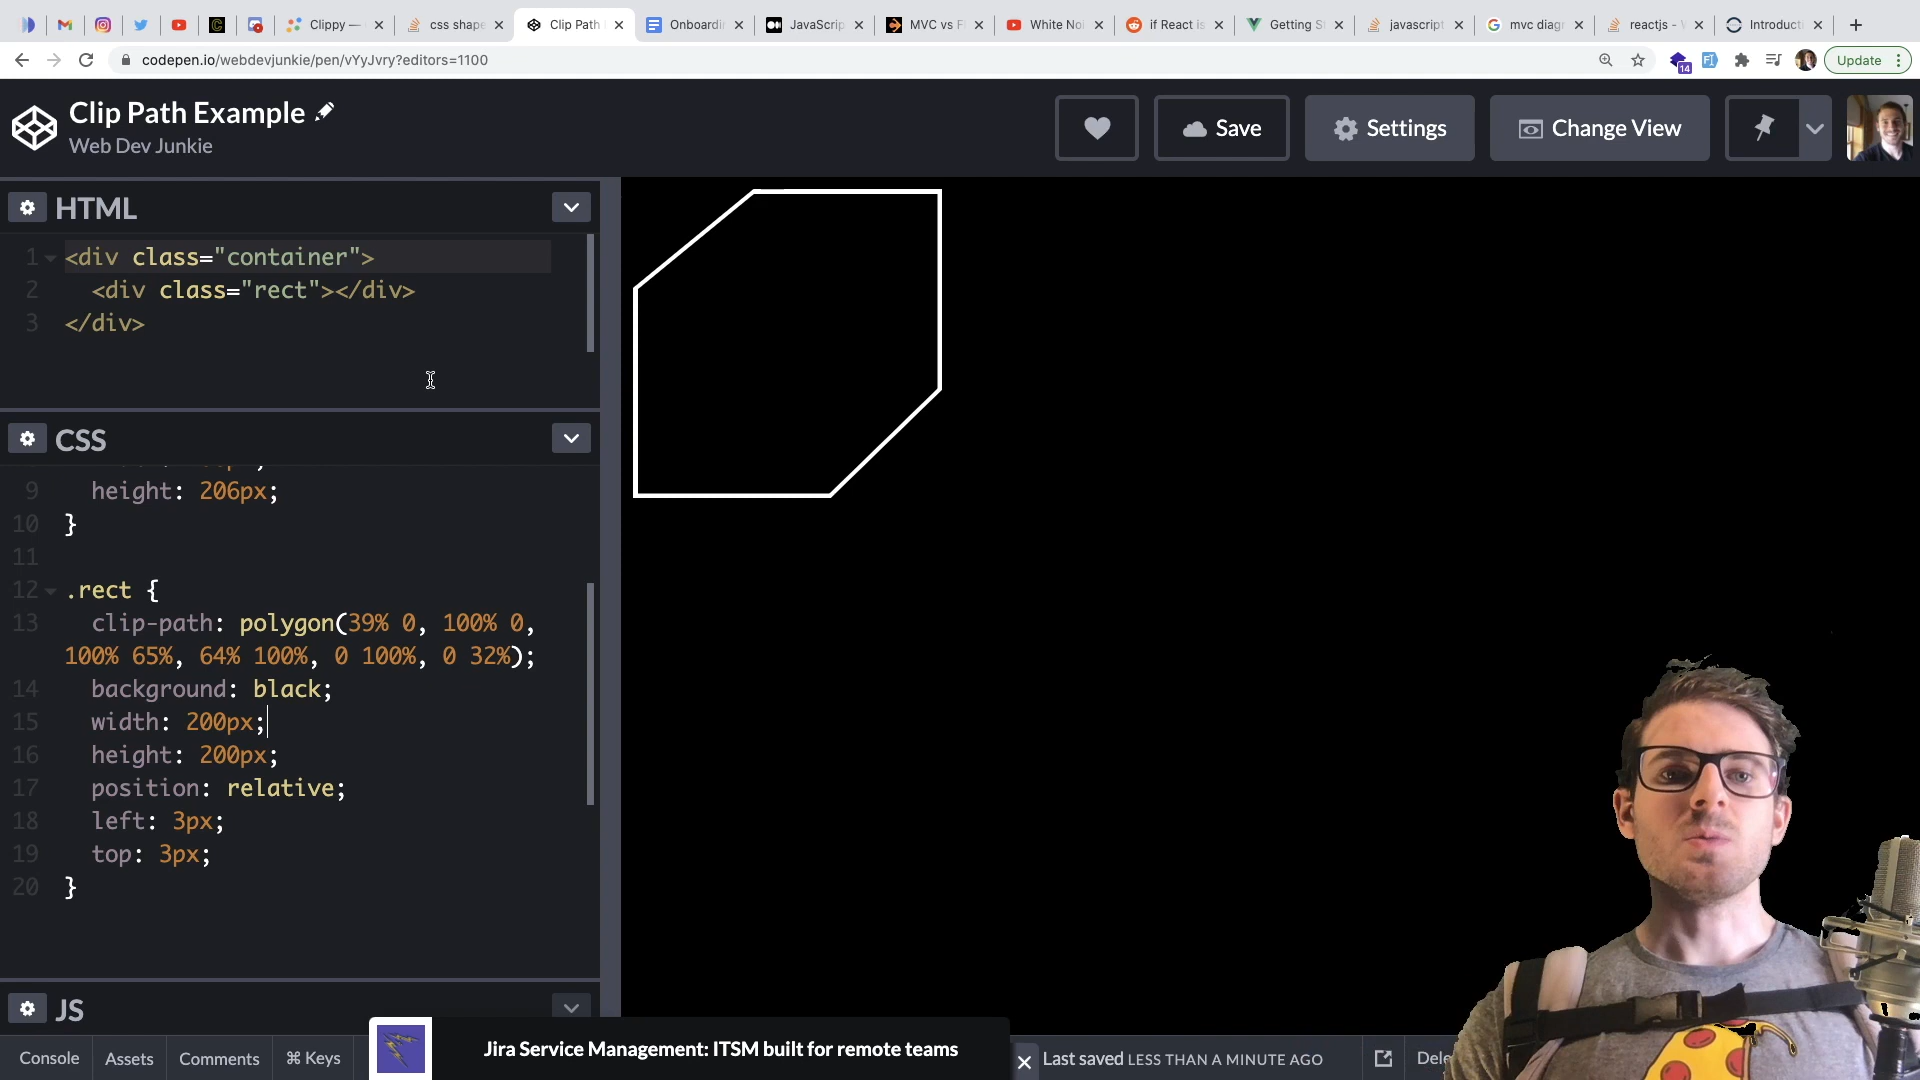 Clippy —
css shape
Clip Path
Onboardin
JavaScrip
MVC vs F
White Noi
if React is
Getting S
javascript
mvc diag
reactjs -
Introducti
codepen.io/webdevjunkie/pen/vYyJvry?editors=1100
14
Update
Clip Path Example
Web Dev Junkie
Save
Settings
Change View
HTML
1 <div class="container">
2 <div class="rect"></div>
3 </div>
CSS
9 height: 206px;
10 }
11
12 .rect {
13 clip-path: polygon(39% 0, 100% 0,
100% 65%, 64% 100%, 0 100%, 0 32%);
14 background: black;
15 width: 200px;
16 height: 200px;
17 position: relative;
18 left: 3px;
19 top: 3px;
20 }
JS
Console
Assets
Comments
⌘ Keys
Jira Service Management: ITSM built for remote teams
Last saved LESS THAN A MINUTE AGO
Dele